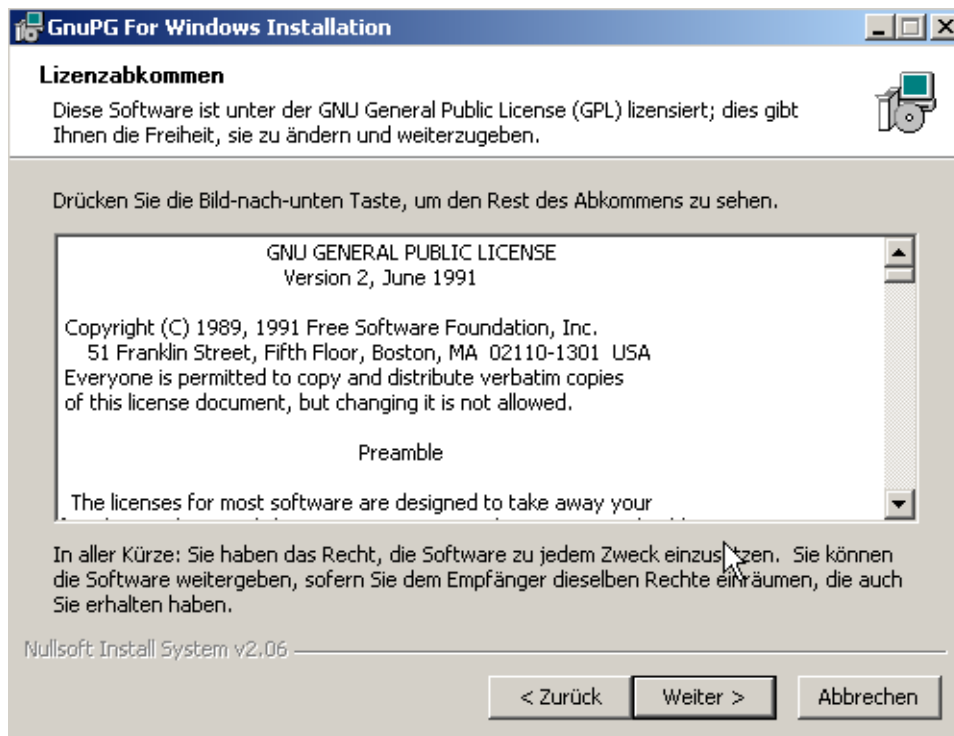 GnuPG For Windows Installation
Lizenzabkommen
Diese Software ist unter der GNU General Public License (GPL) lizensiert; dies gibt
Ihnen die Freiheit, sie zu ändern und weiterzugeben.
Drücken Sie die Bild-nach-unten Taste, um den Rest des Abkommens zu sehen.
GNU GENERAL PUBLIC LICENSE
Version 2, June 1991
Copyright (C) 1989, 1991 Free Software Foundation, Inc.
51 Franklin Street, Fifth Floor, Boston, MA 02110-1301 USA
Everyone is permitted to copy and distribute verbatim copies
of this license document, but changing it is not allowed.
Preamble
The licenses for most software are designed to take away your
In aller Kürze: Sie haben das Recht, die Software zu jedem Zweck einzusetzen. Sie können
die Software weitergeben, sofern Sie dem Empfänger dieselben Rechte einräumen, die auch
Sie erhalten haben.
Nullsoft Install System v2.06
< Zurück
Weiter >
Abbrechen